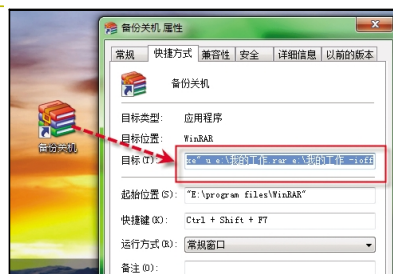 备份关机 属性
常规 快捷方式 兼容性 安全 详细信息 以前的版本
备份关机
备份关机
目标类型: 应用程序
目标位置: WinRAR
目标(T): xe" u e:\我的工作.rar e:\我的工作 -ioff
起始位置(S): "E:\program files\WinRAR"
快捷键(K): Ctrl + Shift + F7
运行方式(R): 常规窗口
备注(O):